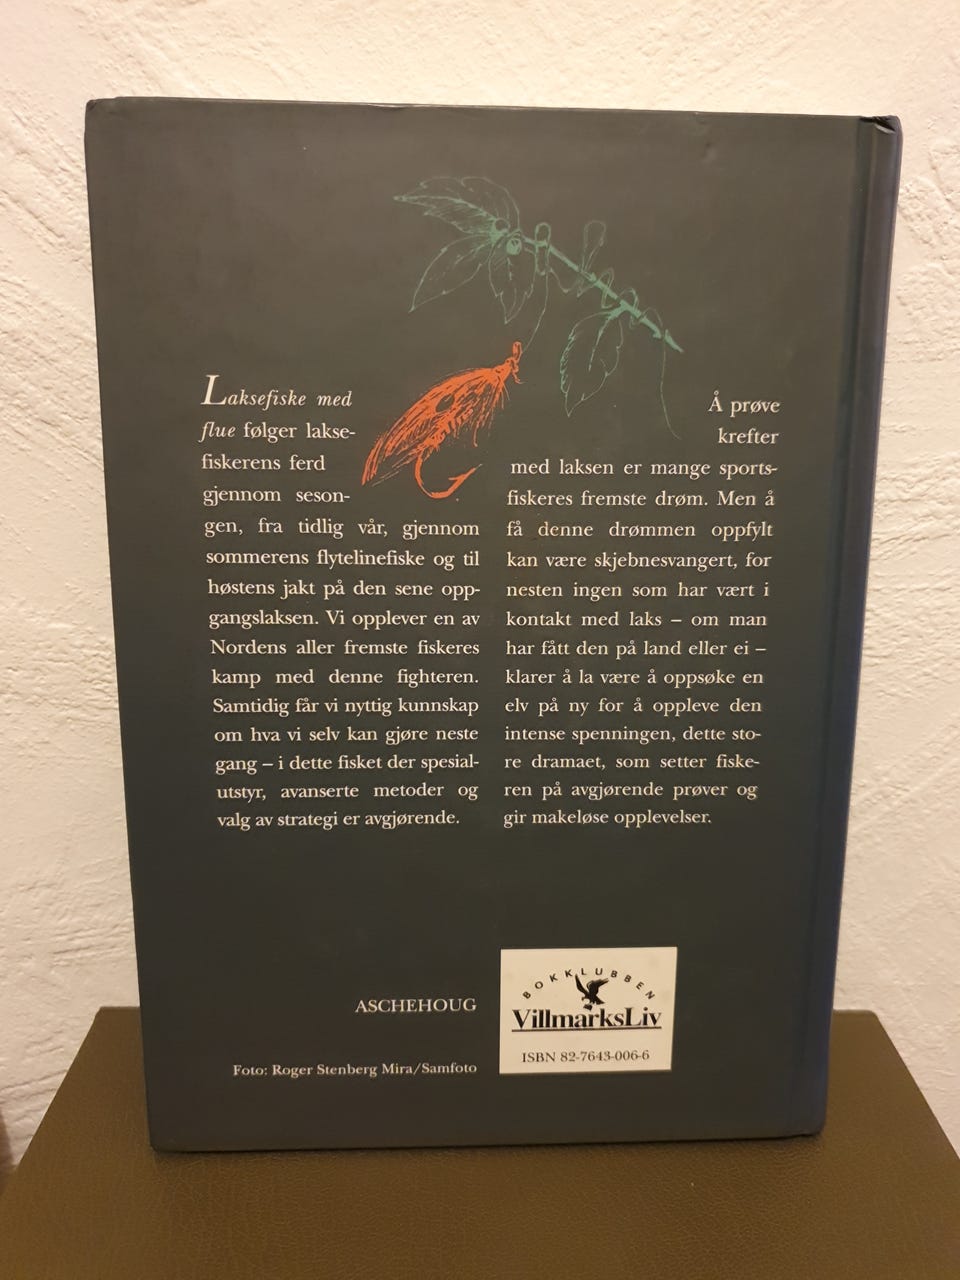 Laksefiske med
flue følger lakse-
fiskerens ferd
gjennom seson-
gen, fra tidlig vår, gjennom
sommerens flytelinefiske og til
høstens jakt på den sene opp-
gangslaksen. Vi opplever en av
Nordens aller fremste fiskeres
kamp med denne fighteren.
Samtidig får vi nyttig kunnskap
om hva vi selv kan gjøre neste
gang – i dette fisket der spesial-
utstyr, avanserte metoder og
valg av strategi er avgjørende.
Å prøve
krefter
med laksen er mange sports-
fiskeres fremste drøm. Men å
få denne drømmen oppfylt
kan være skjebnesvangert, for
nesten ingen som har vært i
kontakt med laks – om man
har fått den på land eller ei –
klarer å la være å oppsøke en
elv på ny for å oppleve den
intense spenningen, dette sto-
re dramaet, som setter fiske-
ren på avgjørende prøver og
gir makeløse opplevelser.
ASCHEHOUG
Foto: Roger Stenberg Mira/Samfoto
BOKKLUBBEN
VillmarksLiv
ISBN 82-7643-006-6